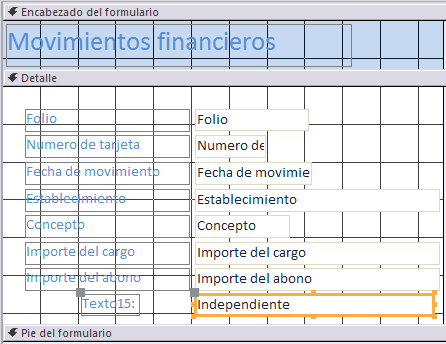 Encabezado del formulario
Movimientos financieros
Detalle
Folio Folio
Numero de tarjeta Numero de
Fecha de movimiento Fecha de movimie
Establecimiento Establecimiento
Concepto Concepto
Importe del cargo Importe del cargo
Importe del abono Importe del abono
Texto15: Independiente
Pie del formulario